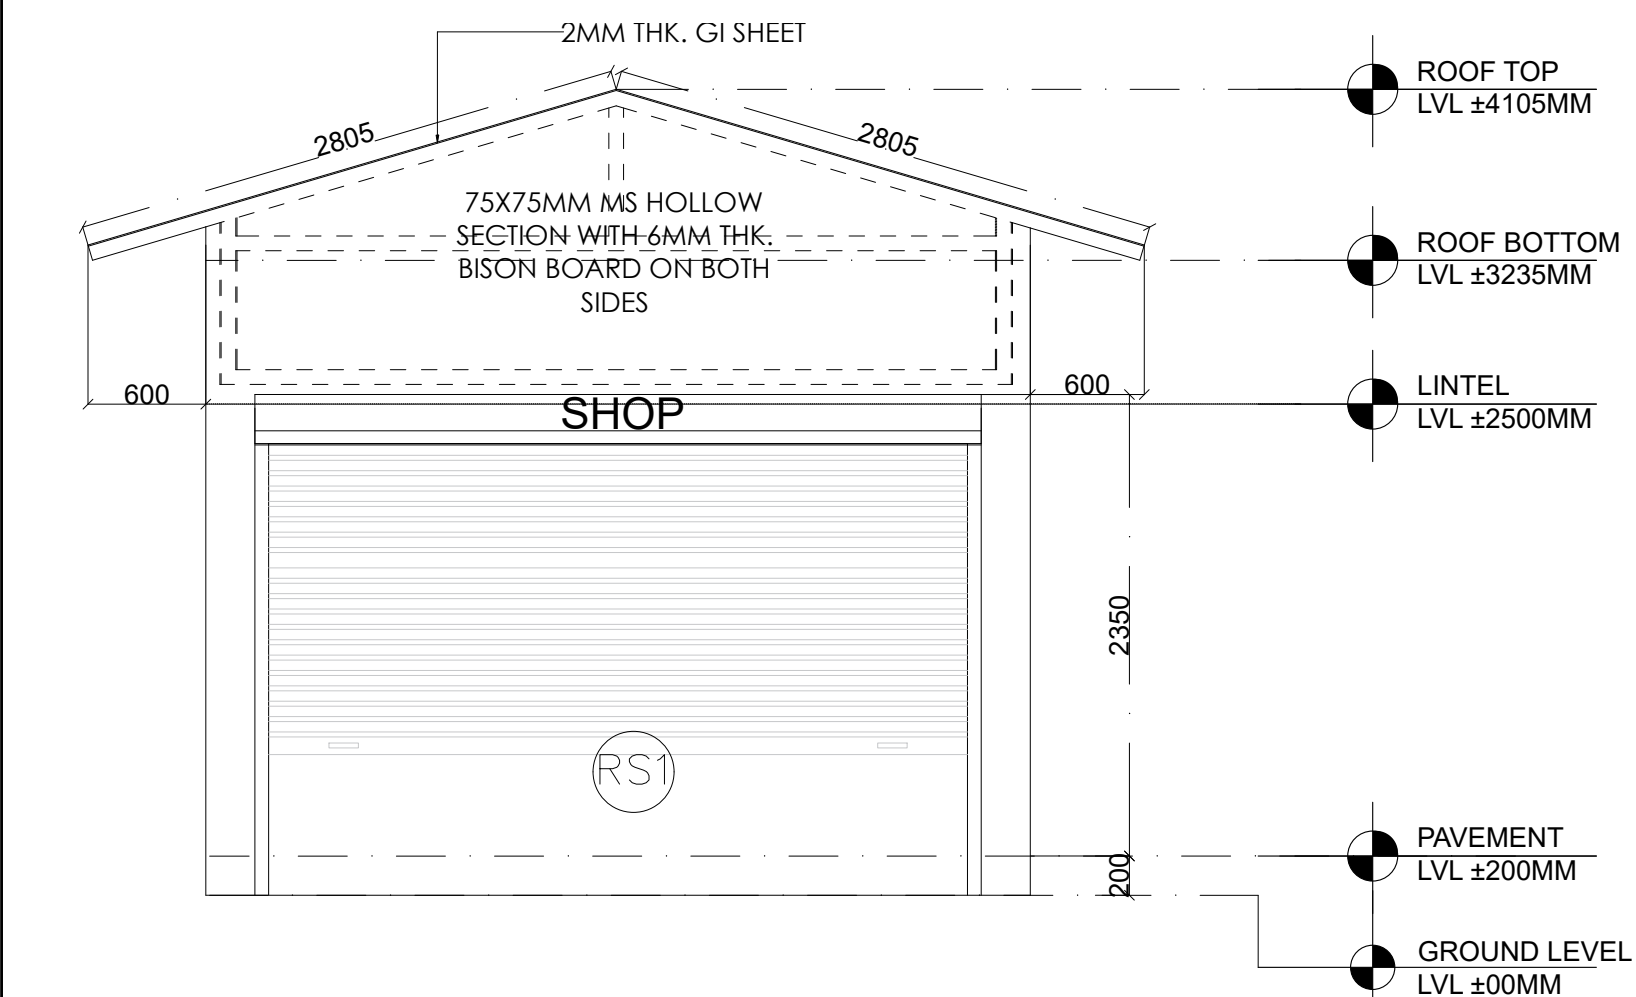 2MM THK. GI SHEET
ROOF TOP
LVL ±4105MM
2805
2805
75X75MM MS HOLLOW
SECTION WITH 6MM THK.
BISON BOARD ON BOTH
SIDES
ROOF BOTTOM
LVL ±3235MM
600
600
LINTEL
LVL ±2500MM
SHOP
2350
RS1
PAVEMENT
LVL ±200MM
200
GROUND LEVEL
LVL ±00MM